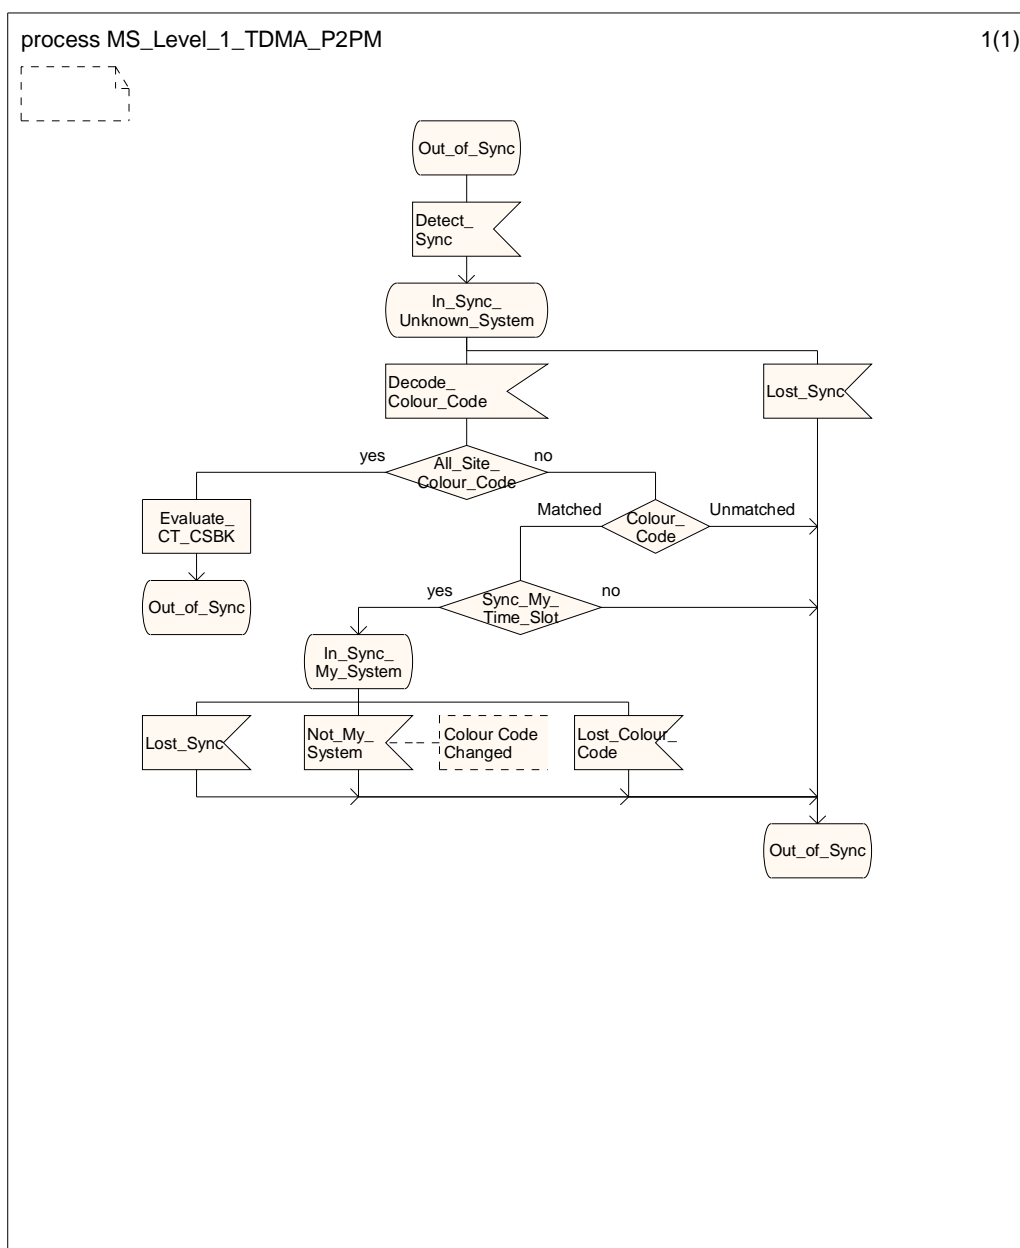 process MS_Level_1_TDMA_P2PM
1(1)
Out_of_Sync
Detect_
Sync
In_Sync_
Unknown_System
Decode_
Colour_Code
Lost_Sync
yes
All_Site_
Colour_Code
no
Evaluate_
CT_CSBK
Matched
Colour_
Code
Unmatched
Out_of_Sync
yes
Sync_My_
Time_Slot
no
In_Sync_
My_System
Lost_Sync
Not_My_
System
Colour Code
Changed
Lost_Colour_
Code
Out_of_Sync